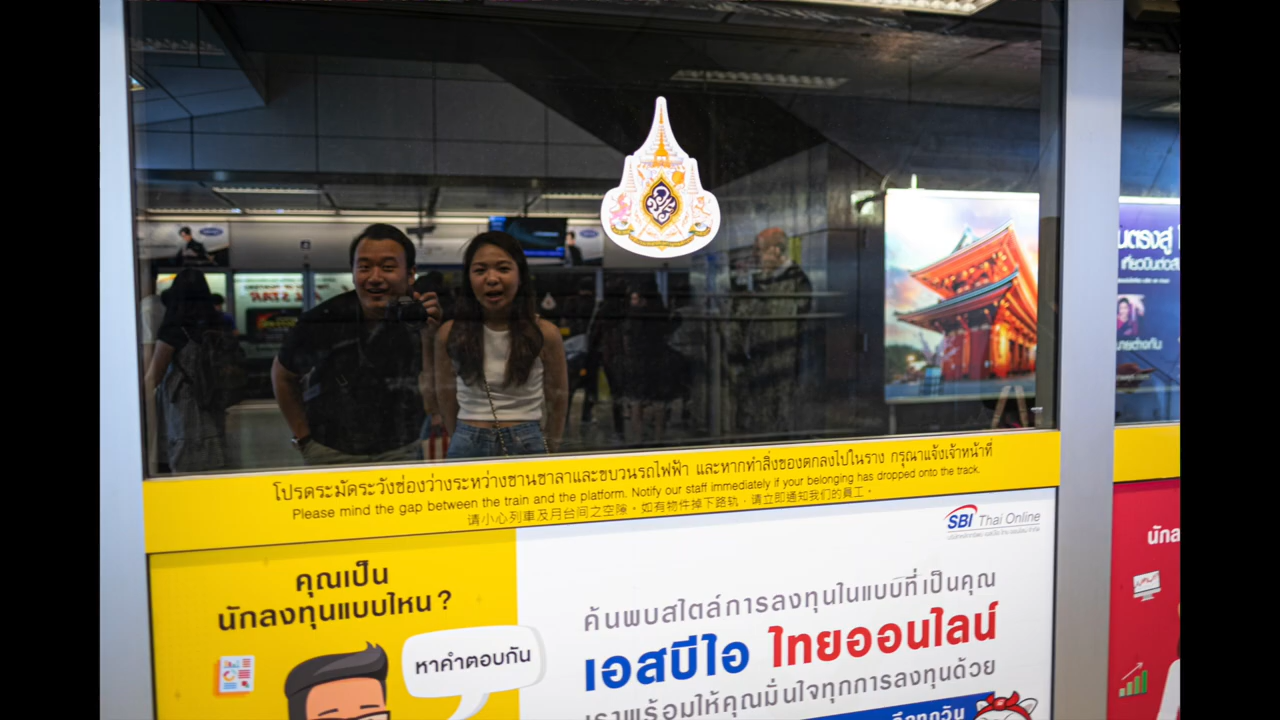 โปรดระมัดระวังช่องว่างระหว่างชานชาลาและขบวนรถไฟฟ้า และหากทำสิ่งของตกลงไปในราง กรุณาแจ้งเจ้าหน้าที่
Please mind the gap between the train and the platform. Notify our staff immediately if your belonging has dropped onto the track.
请小心列車及月台间之空隙。如有物件掉下路轨，请立即通知我们的員工。
SBI Thai Online
คุณเป็น
นักลงทุนแบบไหน?
หาคำตอบกัน
ค้นพบสไตล์การลงทุนในแบบที่เป็นคุณ
เอสบีไอ ไทยออนไลน์
เราพร้อมให้คุณมั่นใจทุกการลงทุนด้วย